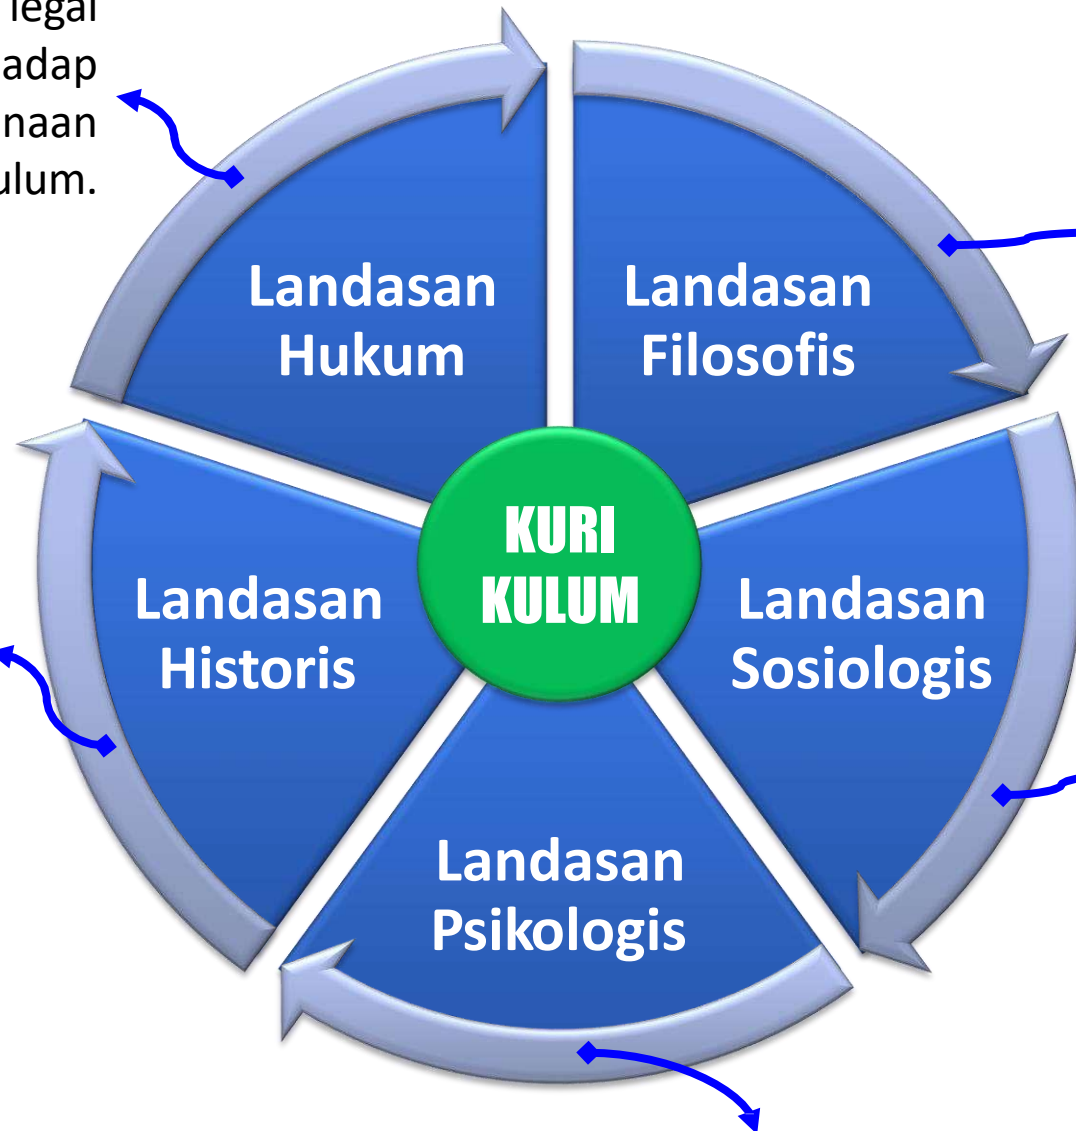 legal
adap
naan
ulum.
Landasan
Hukum
Landasan
Filosofis
KURI
KULUM
Landasan
Historis
Landasan
Sosiologis
Landasan
Psikologis